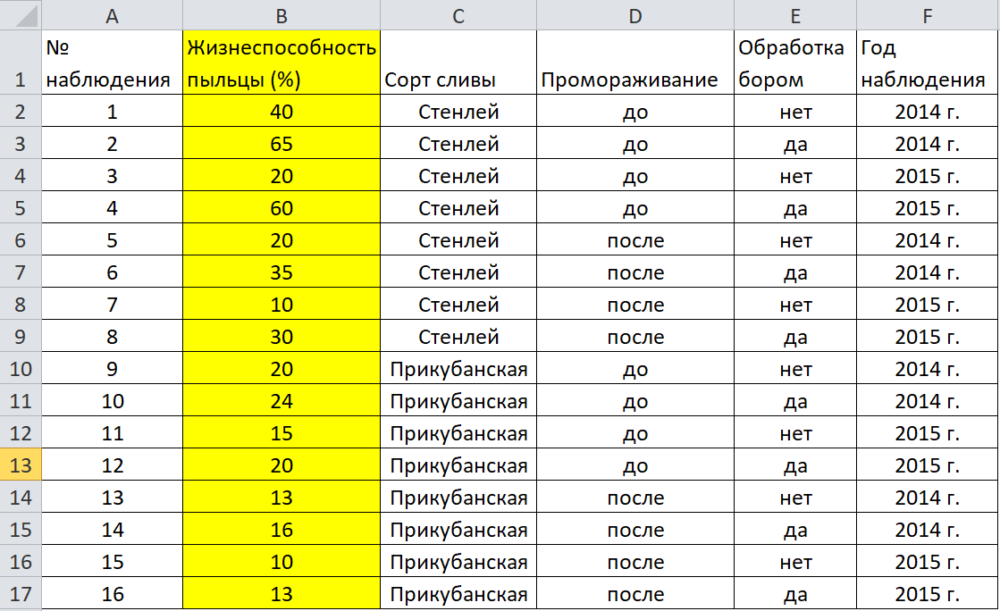 A B C D E F
1 № наблюдения Жизнеспособность пыльцы (%) Сорт сливы Промораживание Обработка бором Год наблюдения
2 1 40 Стенлей до нет 2014 г.
3 2 65 Стенлей до да 2014 г.
4 3 20 Стенлей до нет 2015 г.
5 4 60 Стенлей до да 2015 г.
6 5 20 Стенлей после нет 2014 г.
7 6 35 Стенлей после да 2014 г.
8 7 10 Стенлей после нет 2015 г.
9 8 30 Стенлей после да 2015 г.
10 9 20 Прикубанская до нет 2014 г.
11 10 24 Прикубанская до да 2014 г.
12 11 15 Прикубанская до нет 2015 г.
13 12 20 Прикубанская до да 2015 г.
14 13 13 Прикубанская после нет 2014 г.
15 14 16 Прикубанская после да 2014 г.
16 15 10 Прикубанская после нет 2015 г.
17 16 13 Прикубанская после да 2015 г.